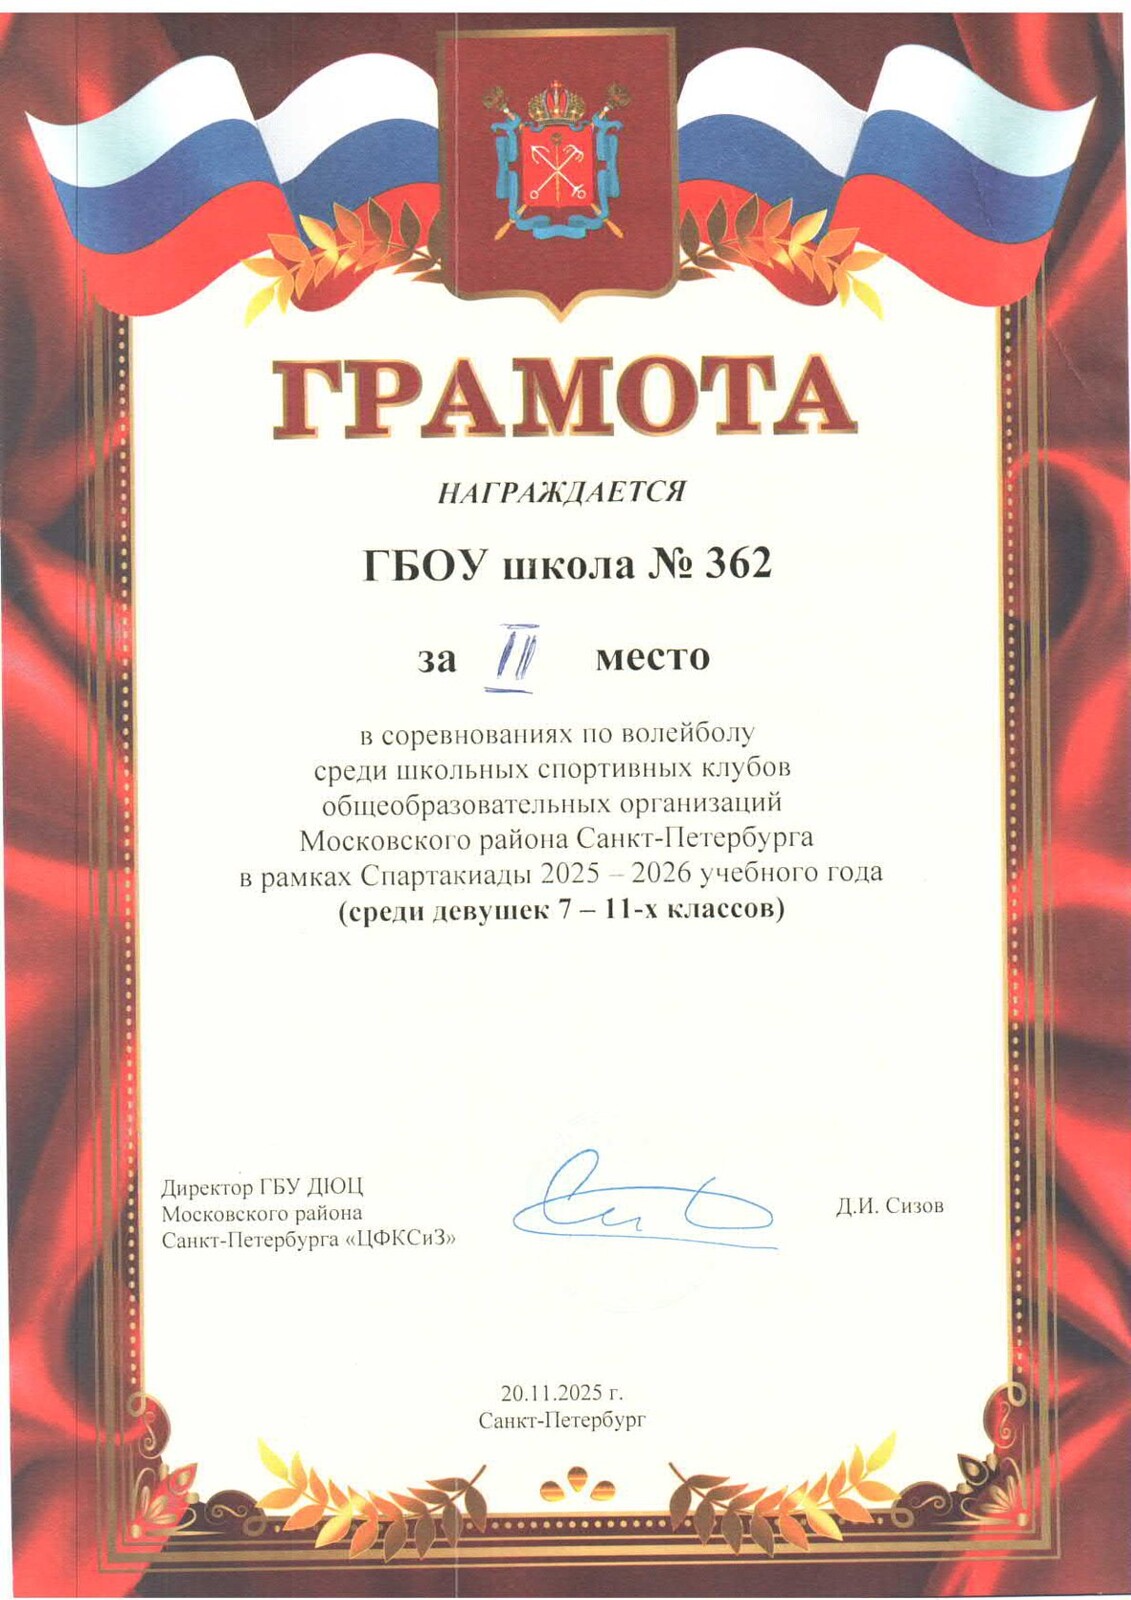 ГРАМОТА
НАГРАЖДАЕТСЯ
ГБОУ школа № 362
за II место
в соревнованиях по волейболу
среди школьных спортивных клубов
общеобразовательных организаций
Московского района Санкт-Петербурга
в рамках Спартакиады 2025 – 2026 учебного года
(среди девушек 7 – 11-х классов)
Директор ГБУ ДЮЦ
Московского района
Санкт-Петербурга «ЦФКСиЗ»
Д.И. Сизов
20.11.2025 г.
Санкт-Петербург